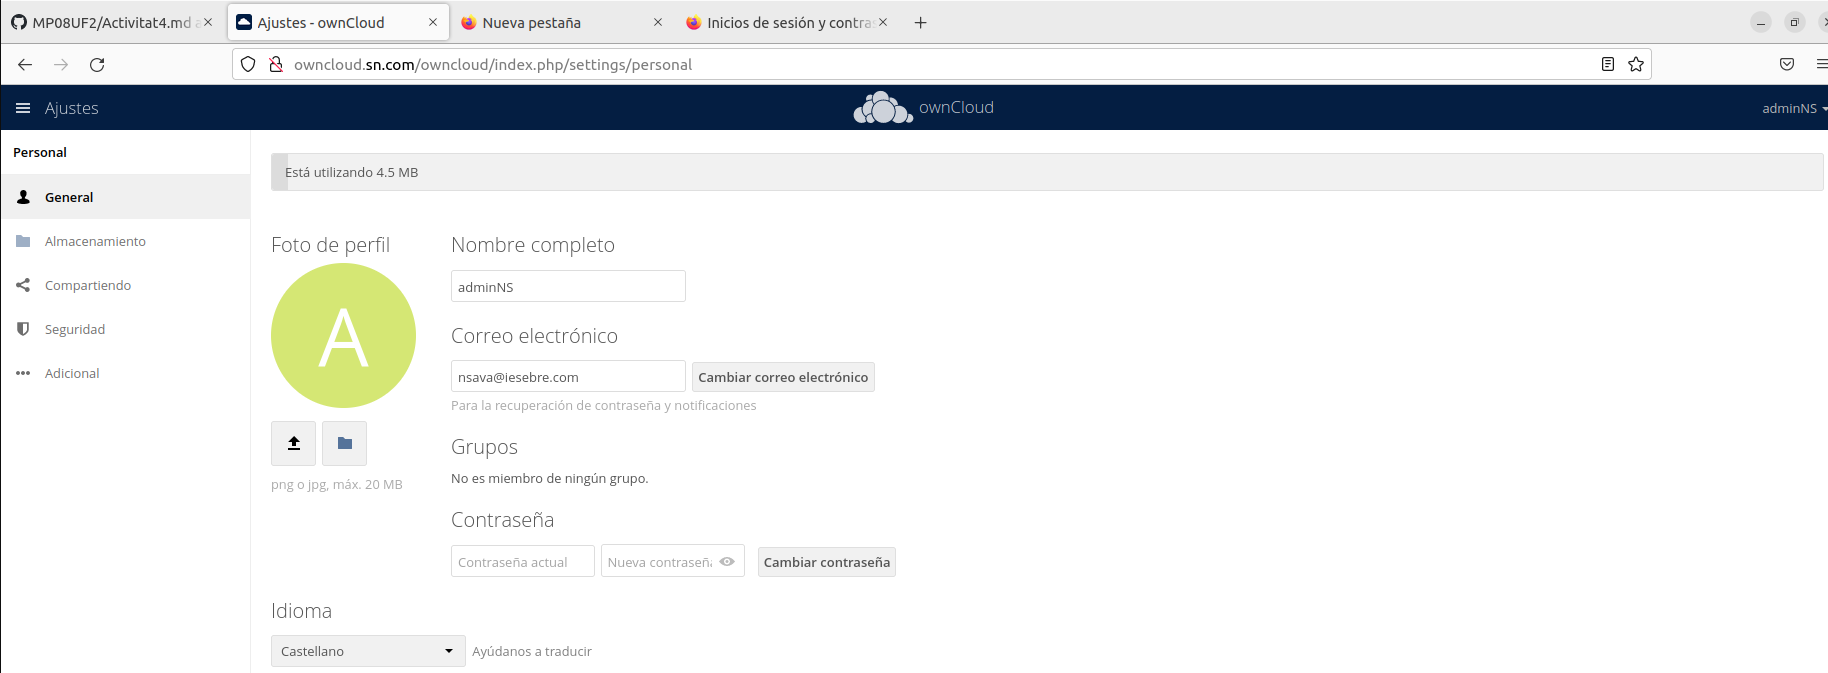 MP08UF2/Activitat4.md a
Ajustes - ownCloud
Nueva pestaña
Inicios de sesión y contras
owncloud.sn.com/owncloud/index.php/settings/personal
Ajustes
ownCloud
adminNS
Personal
General
Almacenamiento
Compartiendo
Seguridad
Adicional
Está utilizando 4.5 MB
Foto de perfil
A
png o jpg, máx. 20 MB
Nombre completo
adminNS
Correo electrónico
nsava@iesebre.com Cambiar correo electrónico
Para la recuperación de contraseña y notificaciones
Grupos
No es miembro de ningún grupo.
Contraseña
Contraseña actual Nueva contraseña Cambiar contraseña
Idioma
Castellano Ayúdanos a traducir